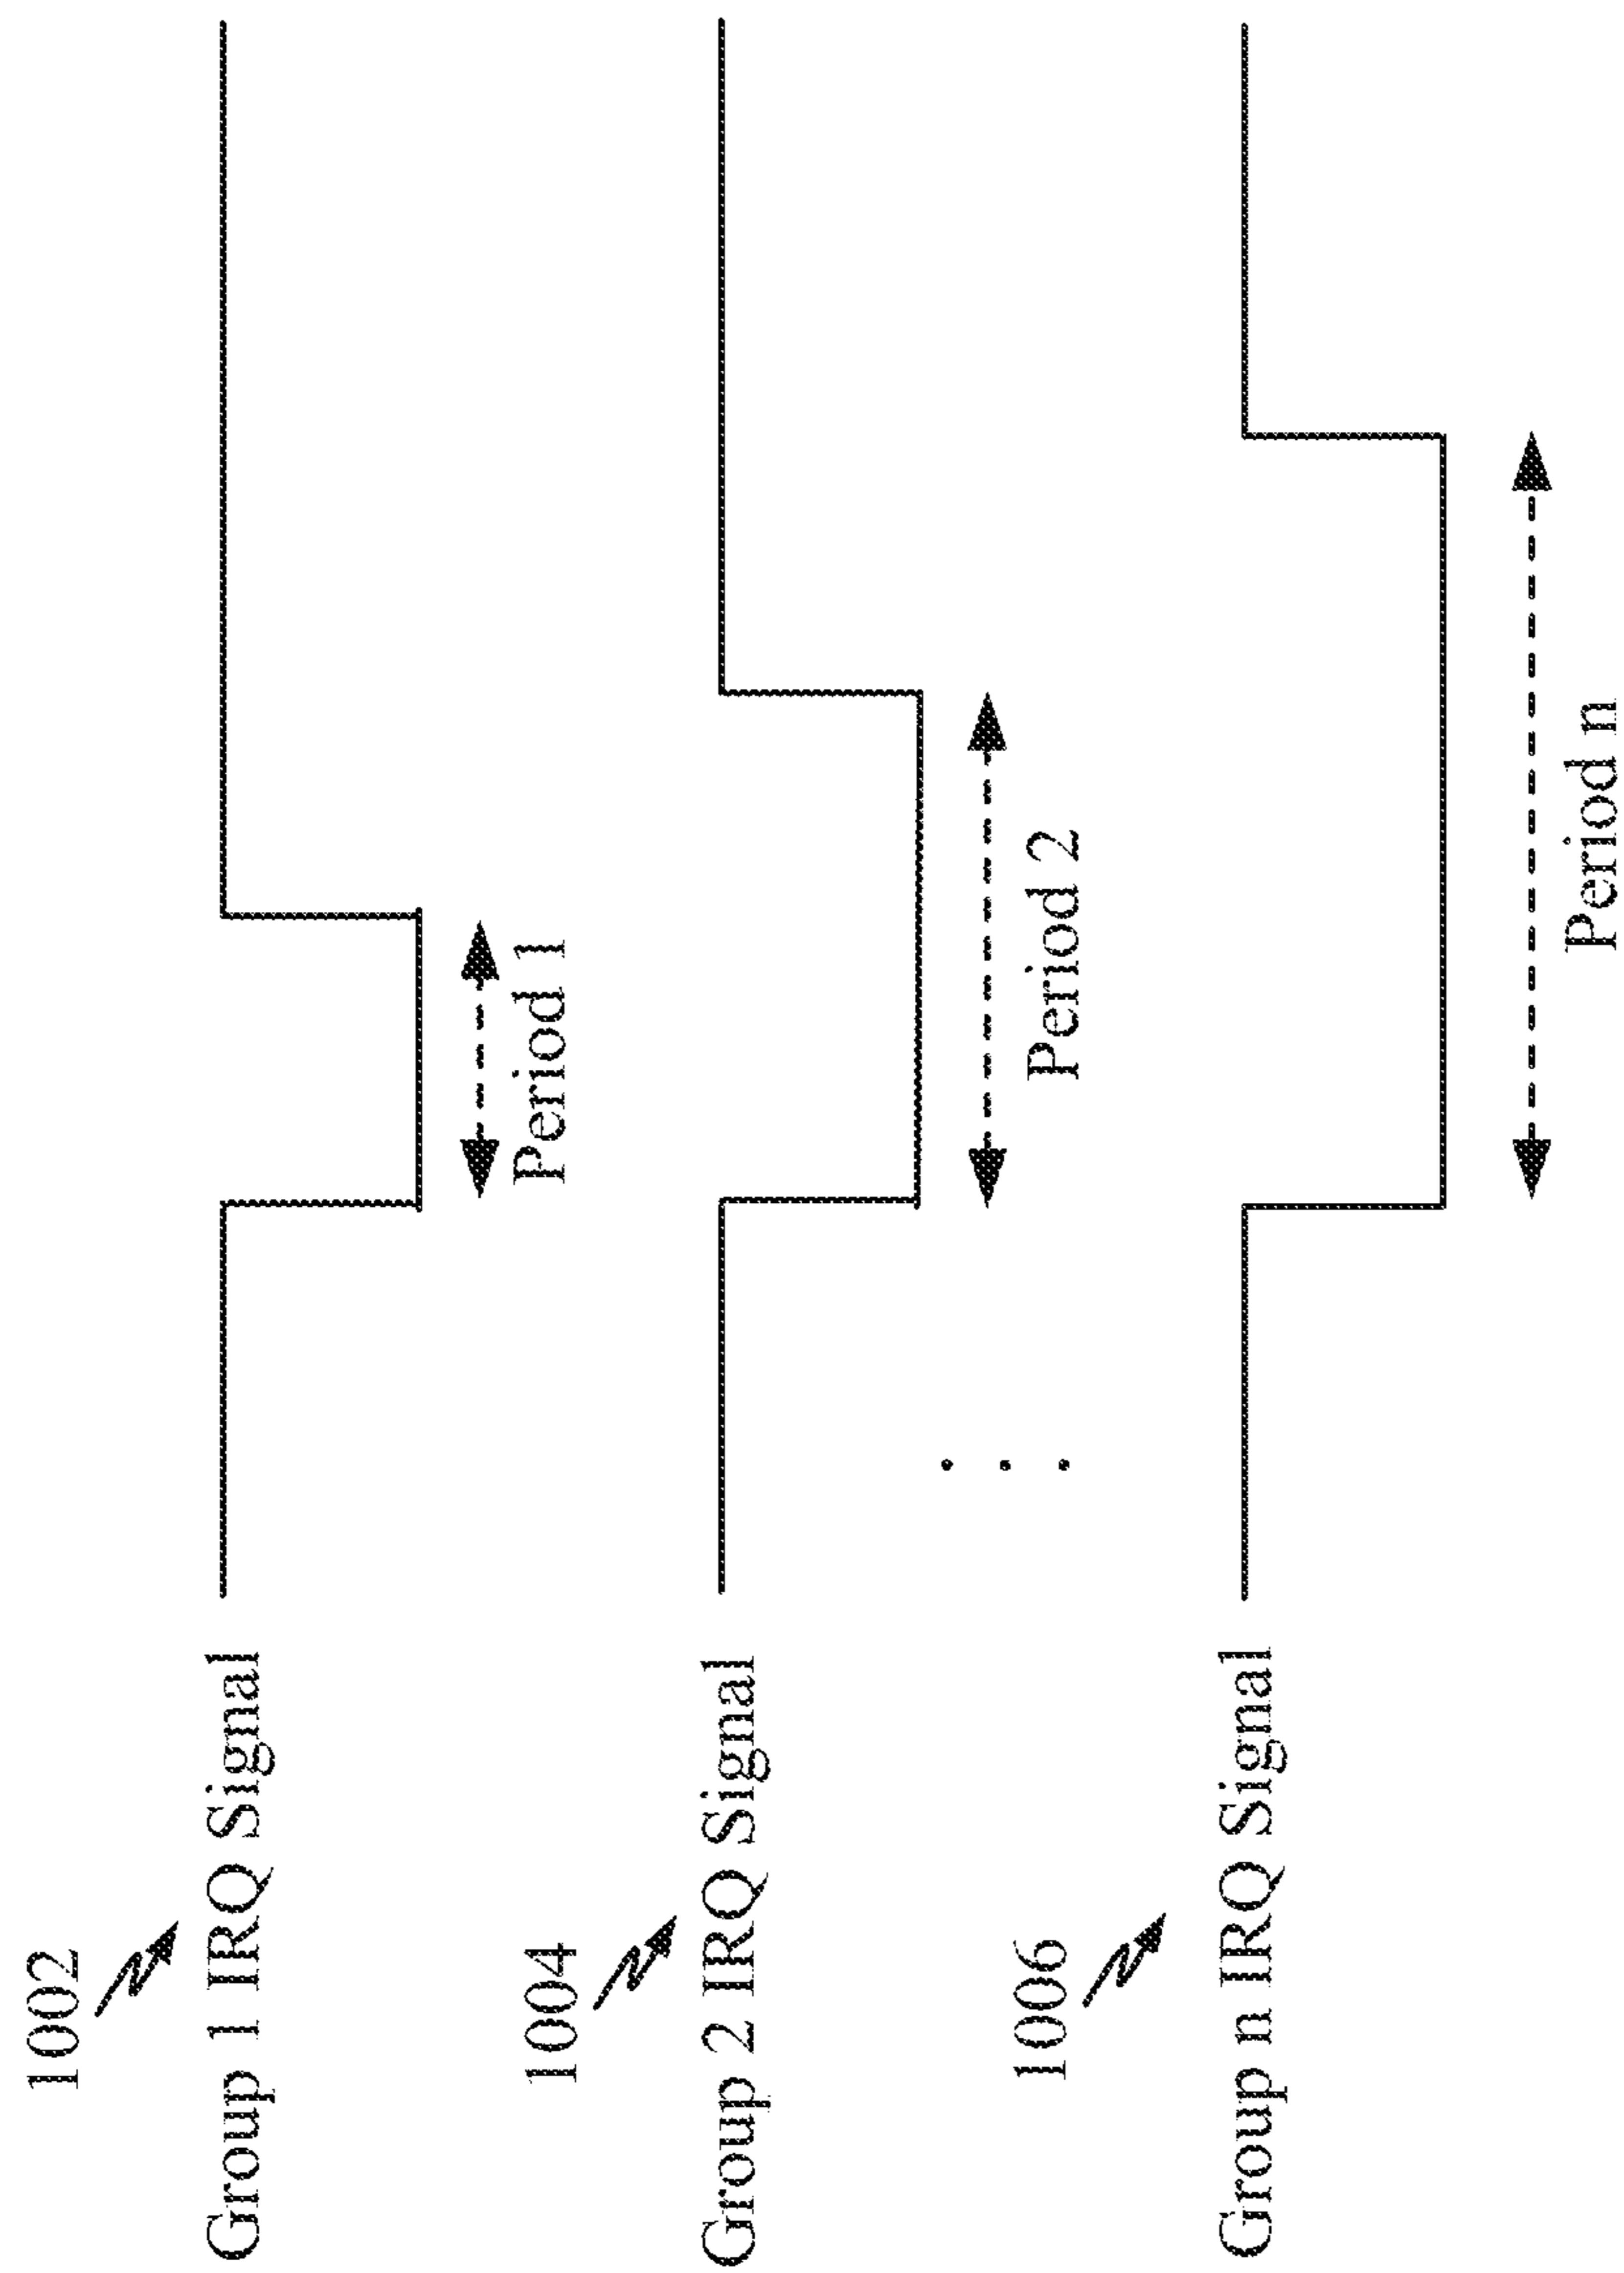 1002
Group 1 IRQ Signal
Period 1
1004
Group 2 IRQ Signal
Period 2
1006
Group n IRQ Signal
Period n